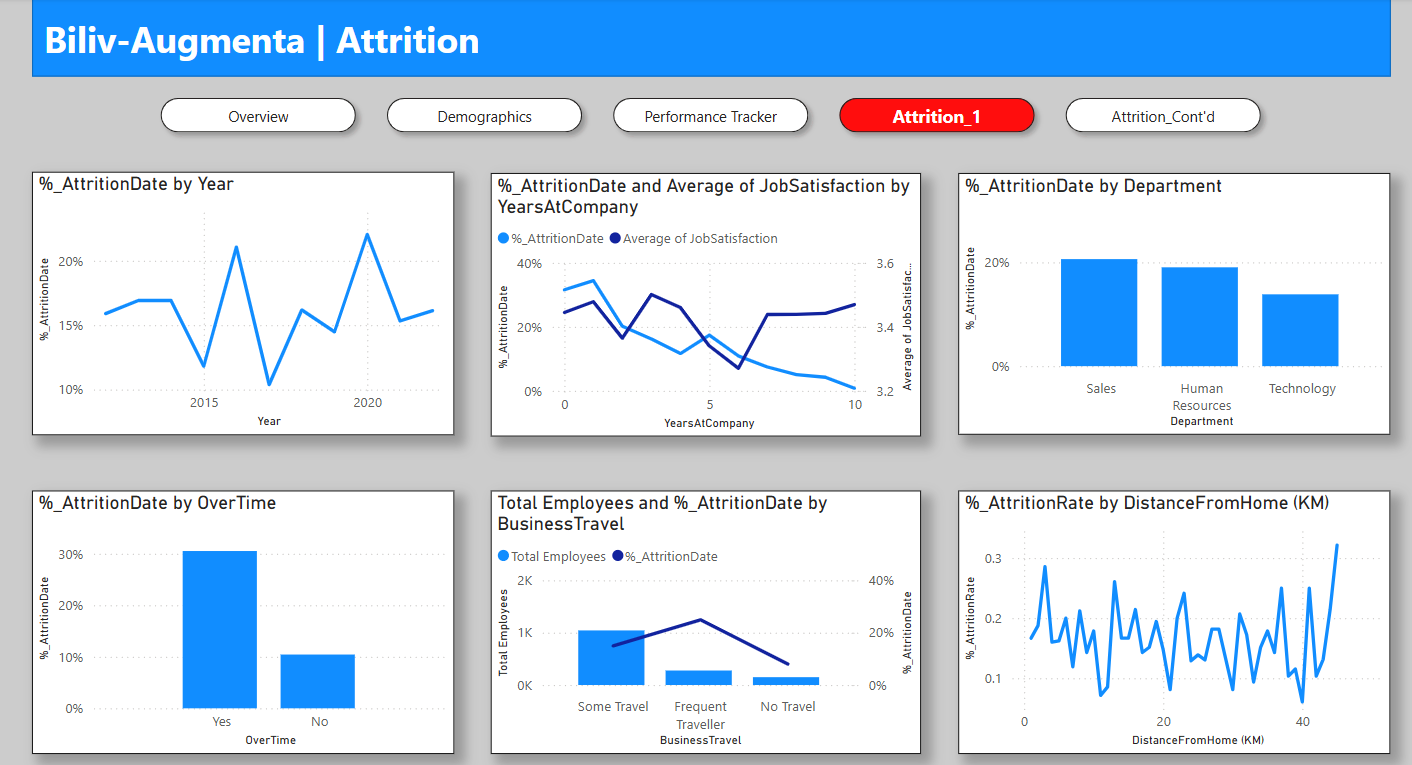 Biliv-Augmenta | Attrition
Overview
Demographics
Performance Tracker
Attrition_1
Attrition_Cont'd
%_AttritionDate by Year
%_AttritionDate
20%
15%
10%
2015
2020
Year
%_AttritionDate and Average of JobSatisfaction by
YearsAtCompany
%_AttritionDate
Average of JobSatisfaction
%_AttritionDate
40%
20%
0%
3.6
3.4
3.2
Average of JobSatisfac...
0
5
10
YearsAtCompany
%_AttritionDate by Department
%_AttritionDate
20%
0%
Sales
Human
Resources
Technology
Department
%_AttritionDate by OverTime
%_AttritionDate
30%
20%
10%
0%
Yes
No
OverTime
Total Employees and %_AttritionDate by
BusinessTravel
Total Employees
%_AttritionDate
Total Employees
2K
1K
0K
40%
20%
0%
%_AttritionDate
Some Travel
Frequent
Traveller
No Travel
BusinessTravel
%_AttritionRate by DistanceFromHome (KM)
%_AttritionRate
0.3
0.2
0.1
0
20
40
DistanceFromHome (KM)